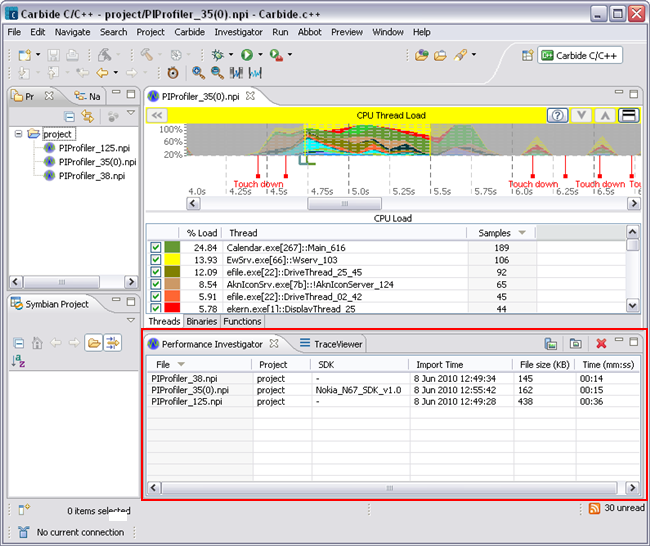 Carbide C/C++ - project/PIProfiler_35(0).npi - Carbide.c++
File Edit Navigate Search Project Carbide Investigator Run Abbot Preview Window Help
Carbide C/C++
Pr Na
project
PIProfiler_125.npi
PIProfiler_35(0).npi
PIProfiler_38.npi
PIProfiler_35(0).npi
CPU Thread Load
100%
60%
20%
Touch down Touch down Touch down
4.0s 4.25s 4.5s 4.75s 5.0s 5.25s 5.5s 5.75s 6.0s 6.25s 6.5s
CPU Load
% Load Thread Samples
24.84 Calendar.exe[267]::Main_616 189
13.93 EwSrv.exe[66]::Wserv_103 106
12.09 efile.exe[22]::DriveThread_25_45 92
8.54 AknIconSrv.exe[7b]::!AknIconServer_124 65
5.91 efile.exe[22]::DriveThread_02_42 45
5.78 ekern.exe[1]::DisplayThread_25 44
Threads Binaries Functions
Symbian Project
Performance Investigator TraceViewer
File Project SDK Import Time File size (KB) Time (mm:ss)
PIProfiler_38.npi project - 8 Jun 2010 12:49:34 145 00:14
PIProfiler_35(0).npi project Nokia_N67_SDK_v1.0 8 Jun 2010 12:55:42 162 00:15
PIProfiler_125.npi project - 8 Jun 2010 12:49:28 438 00:36
0 items selected
30 unread
No current connection